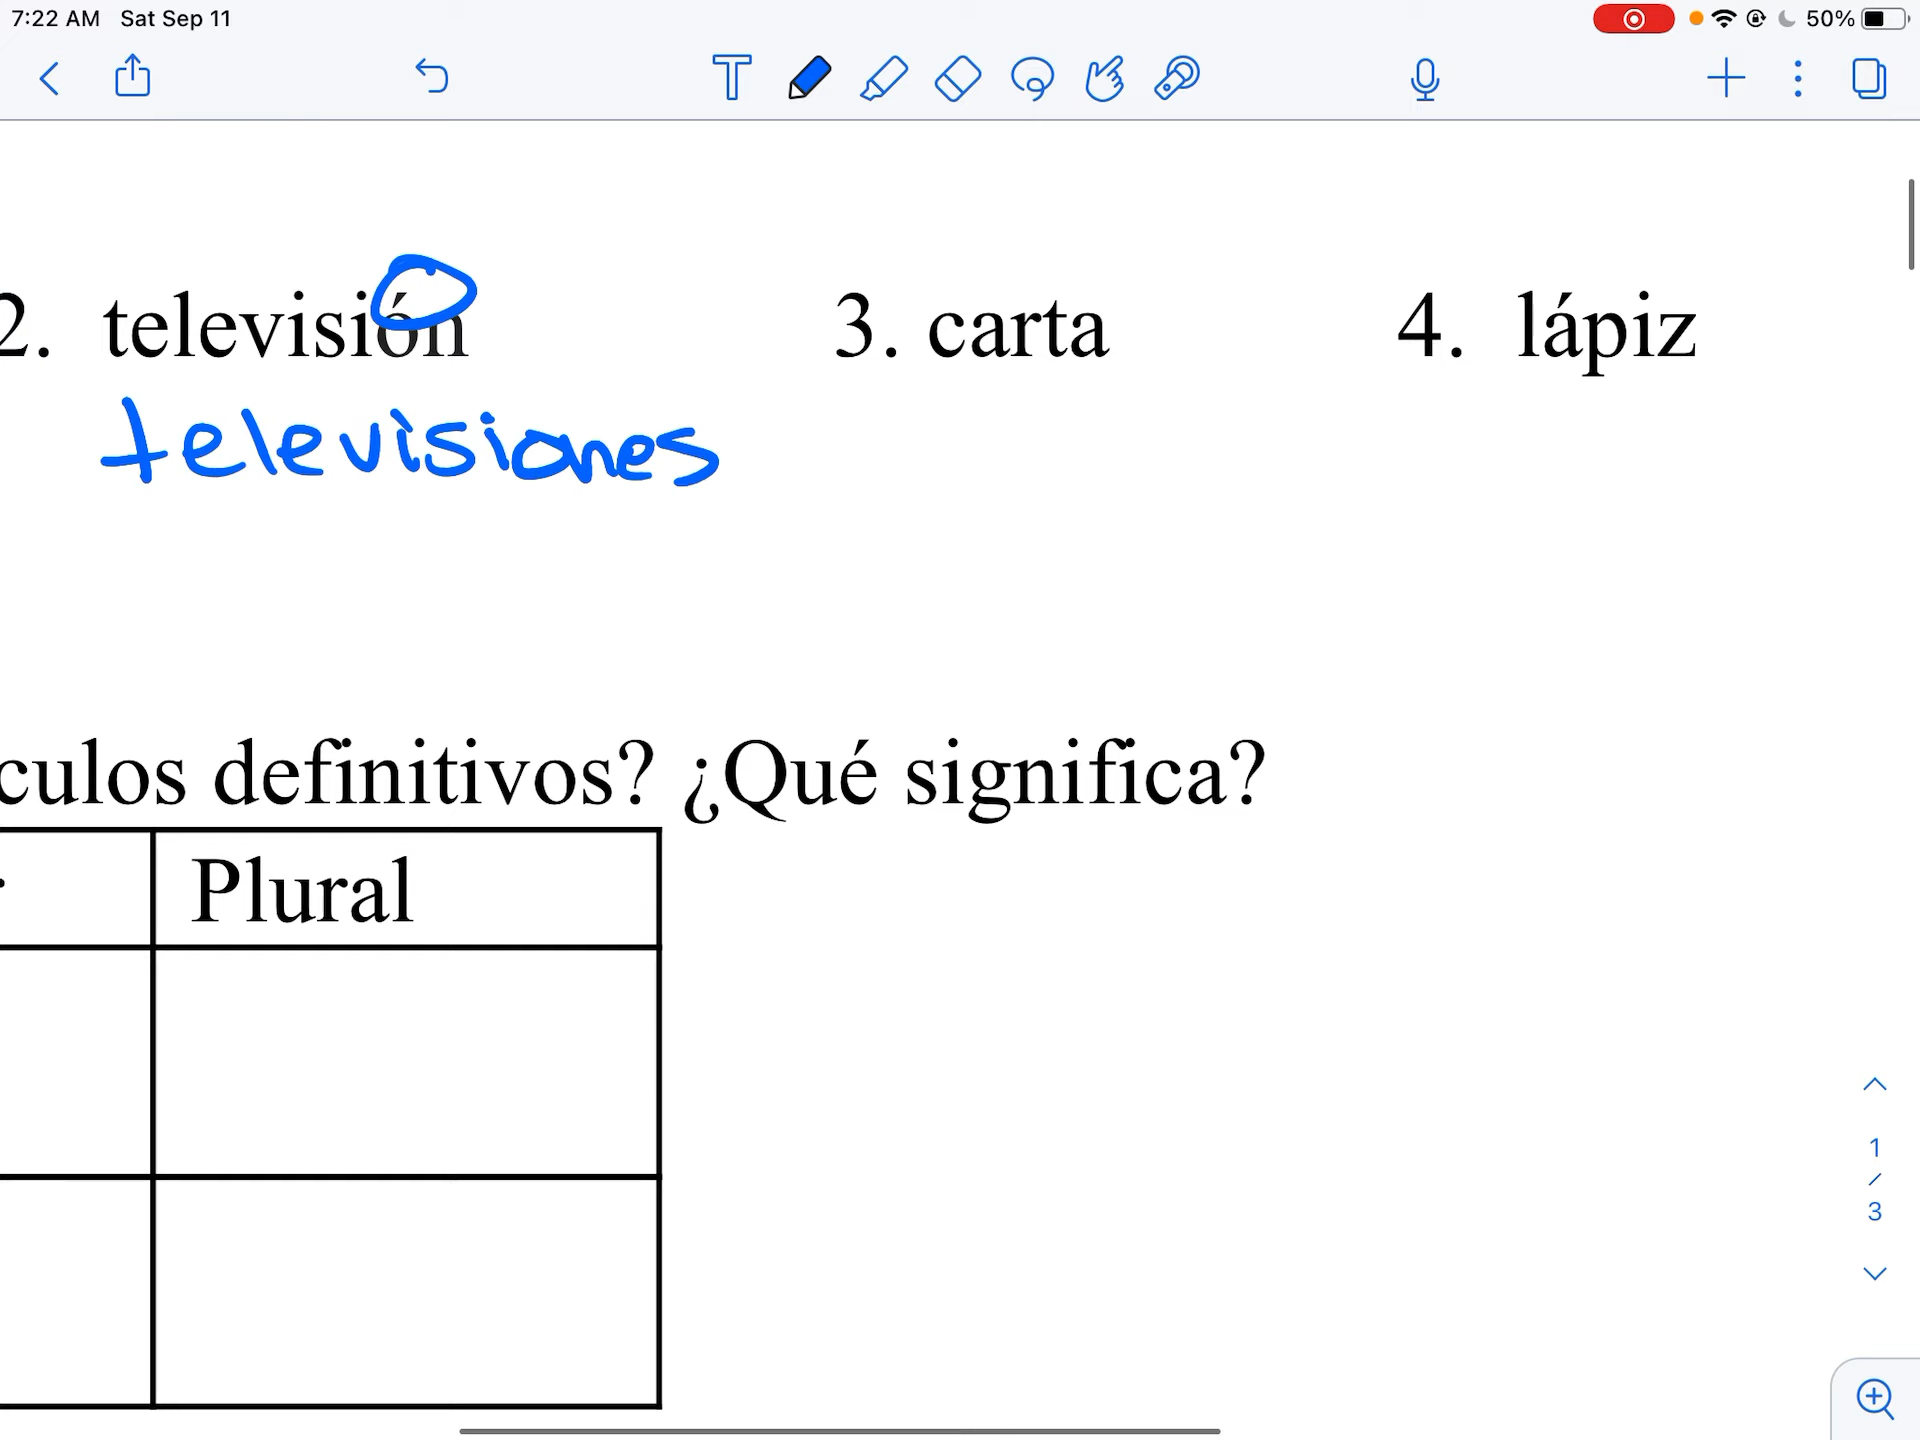 7:22 AM Sat Sep 11 50%
2. televisión 3. carta 4. lápiz
televisiones
culos definitivos? ¿Qué significa?
Plural
1
/
3